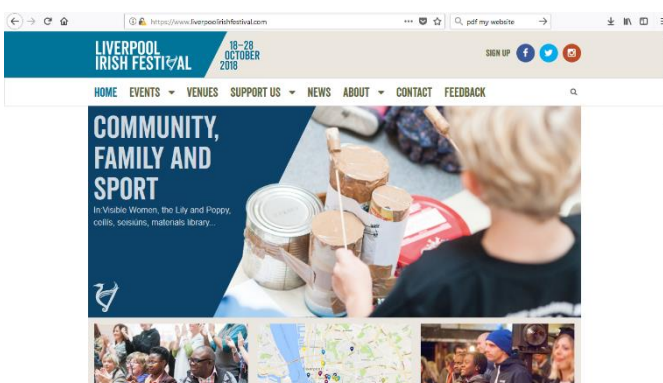 https://www.liverpoolirishfestival.com
pdf my website
LIVERPOOL
IRISH FESTIVAL
18-28
OCTOBER
2018
SIGN UP
HOME EVENTS VENUES SUPPORT US NEWS ABOUT CONTACT FEEDBACK
COMMUNITY,
FAMILY AND
SPORT
In:Visible Women, the Lily and Poppy,
ceilis, seisiúns, materials library...